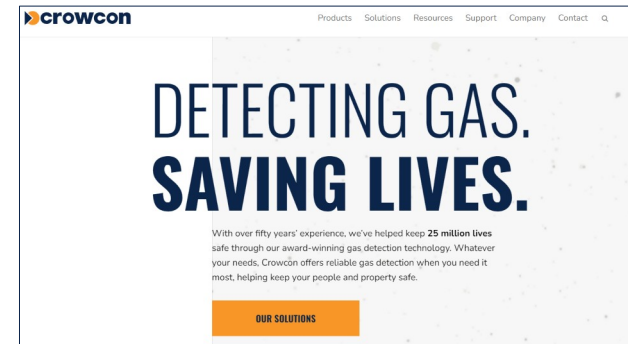 crowcon
Products Solutions Resources Support Company Contact
DETECTING GAS.
SAVING LIVES.
With over fifty years’ experience, we’ve helped keep 25 million lives
safe through our award-winning gas detection technology. Whatever
your needs, Crowcon offers reliable gas detection when you need it
most, helping keep your people and property safe.
OUR SOLUTIONS